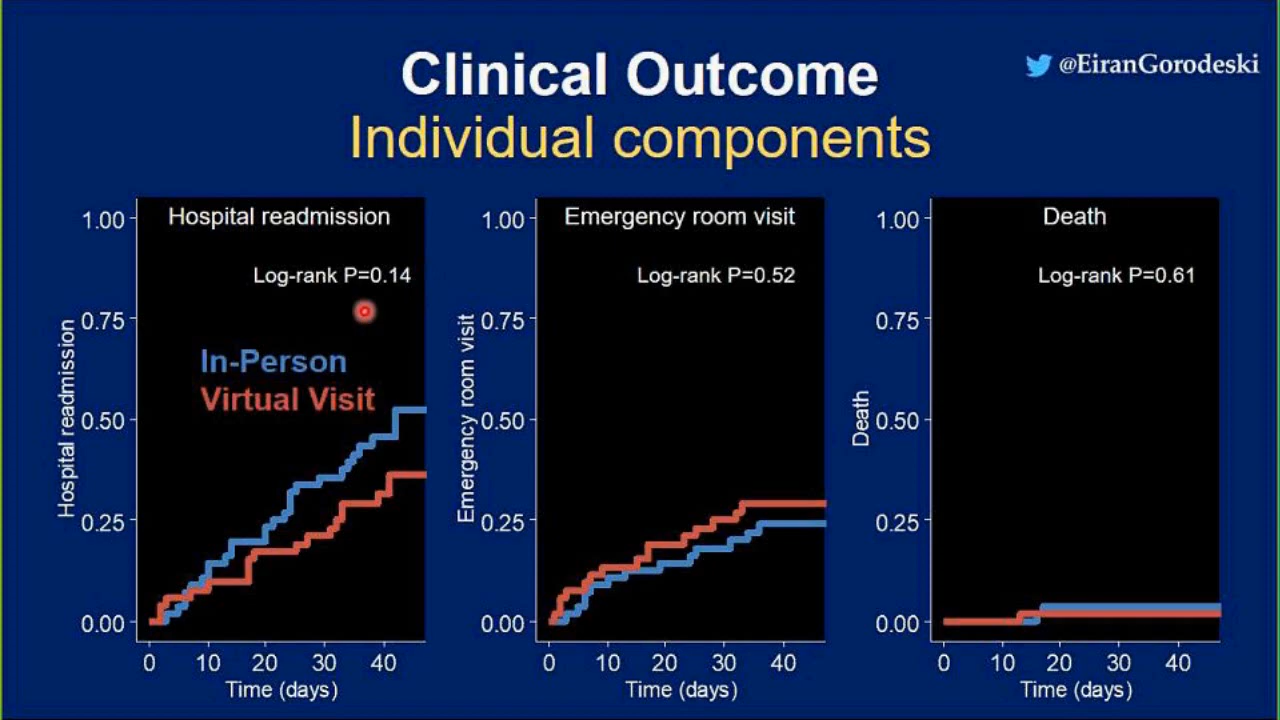 Clinical Outcome
@EiranGorodeski
Individual components
Hospital readmission
Log-rank P=0.14
In-Person
Virtual Visit
Hospital readmission
1.00
0.75
0.50
0.25
0.00
0 10 20 30 40
Time (days)
Emergency room visit
Log-rank P=0.52
Emergency room visit
1.00
0.75
0.50
0.25
0.00
0 10 20 30 40
Time (days)
Death
Log-rank P=0.61
Death
1.00
0.75
0.50
0.25
0.00
0 10 20 30 40
Time (days)